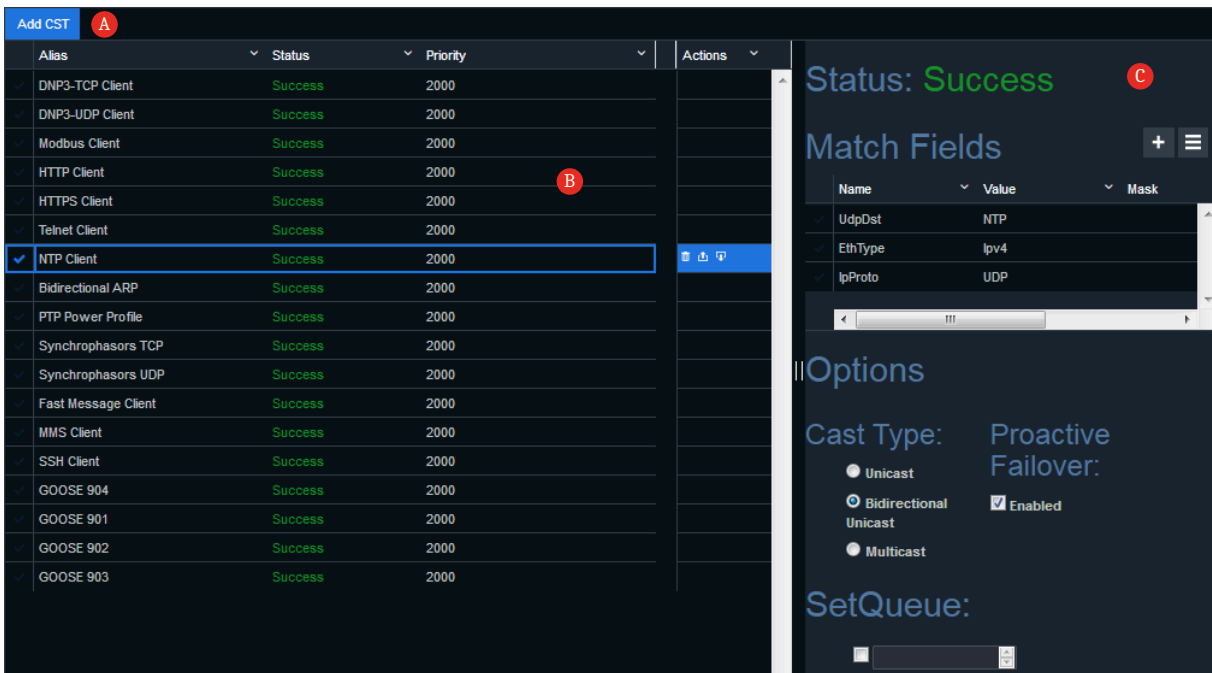 Add CST A
Alias Status Priority Actions
DNP3-TCP Client Success 2000
DNP3-UDP Client Success 2000
Modbus Client Success 2000
HTTP Client Success 2000
B
HTTPS Client Success 2000
Telnet Client Success 2000
NTP Client Success 2000
Bidirectional ARP Success 2000
PTP Power Profile Success 2000
Synchrophasors TCP Success 2000
Synchrophasors UDP Success 2000
Fast Message Client Success 2000
MMS Client Success 2000
SSH Client Success 2000
GOOSE 904 Success 2000
GOOSE 901 Success 2000
GOOSE 902 Success 2000
GOOSE 903 Success 2000
Status: Success C
Match Fields
Name Value Mask
UdpDst NTP
EthType Ipv4
IpProto UDP
Options
Cast Type:
Unicast
Bidirectional
Unicast
Multicast
Proactive
Failover:
Enabled
SetQueue: